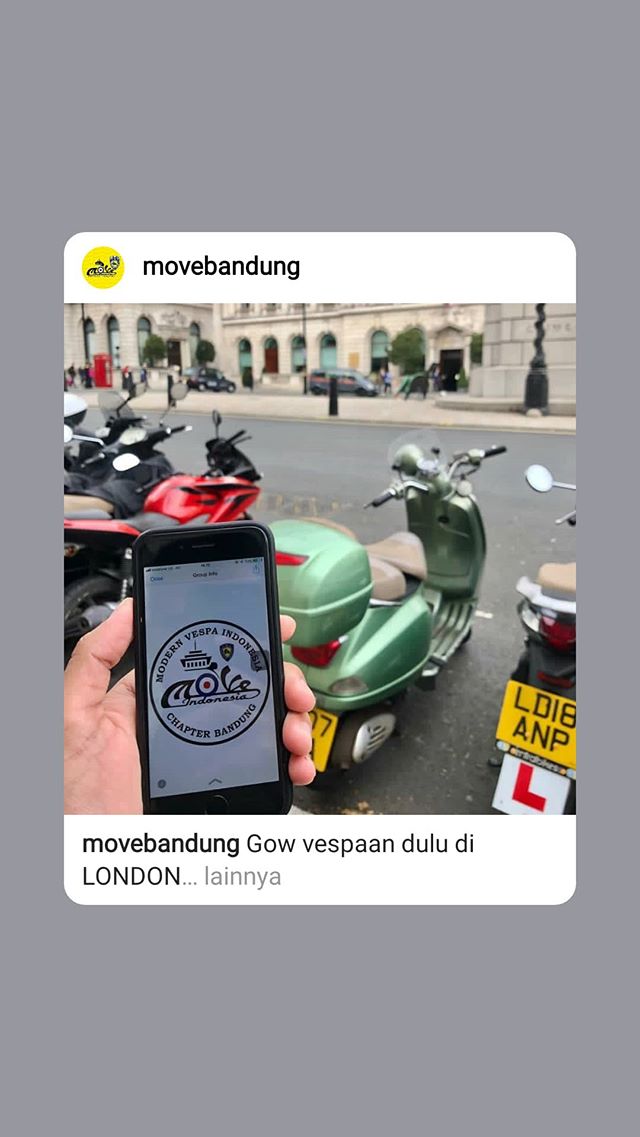 movebandung
Done
Group Info
MODERN VESPA INDONESIA
move
Indonesia
CHAPTER BANDUNG
LD18
ANP
L
movebandung Gow vespaan dulu di
LONDON… lainnya